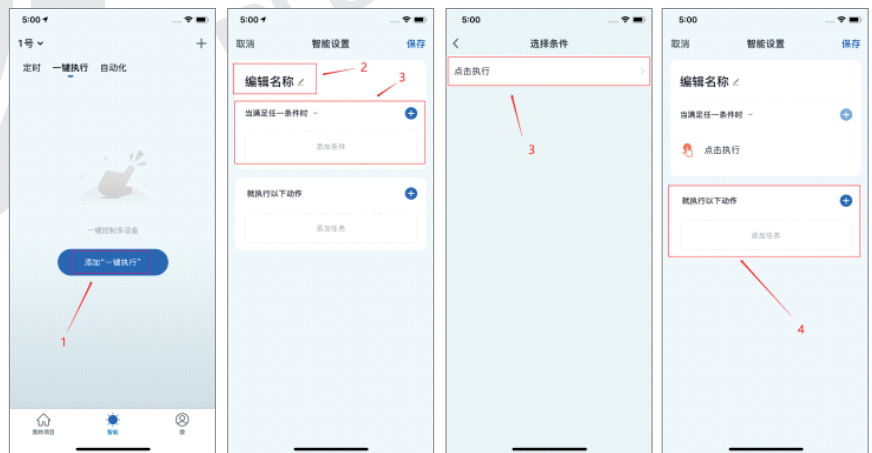 5:00
1号
+
定时 一键执行 自动化
一键控制多设备
添加“一键执行”
1
我的项目 智能 我
5:00
取消 智能设置 保存
编辑名称
2
3
当满足任一条件时
添加条件
就执行以下动作
添加任务
5:00
选择条件
点击执行
3
5:00
取消 智能设置 保存
编辑名称
当满足任一条件时
点击执行
就执行以下动作
添加任务
4